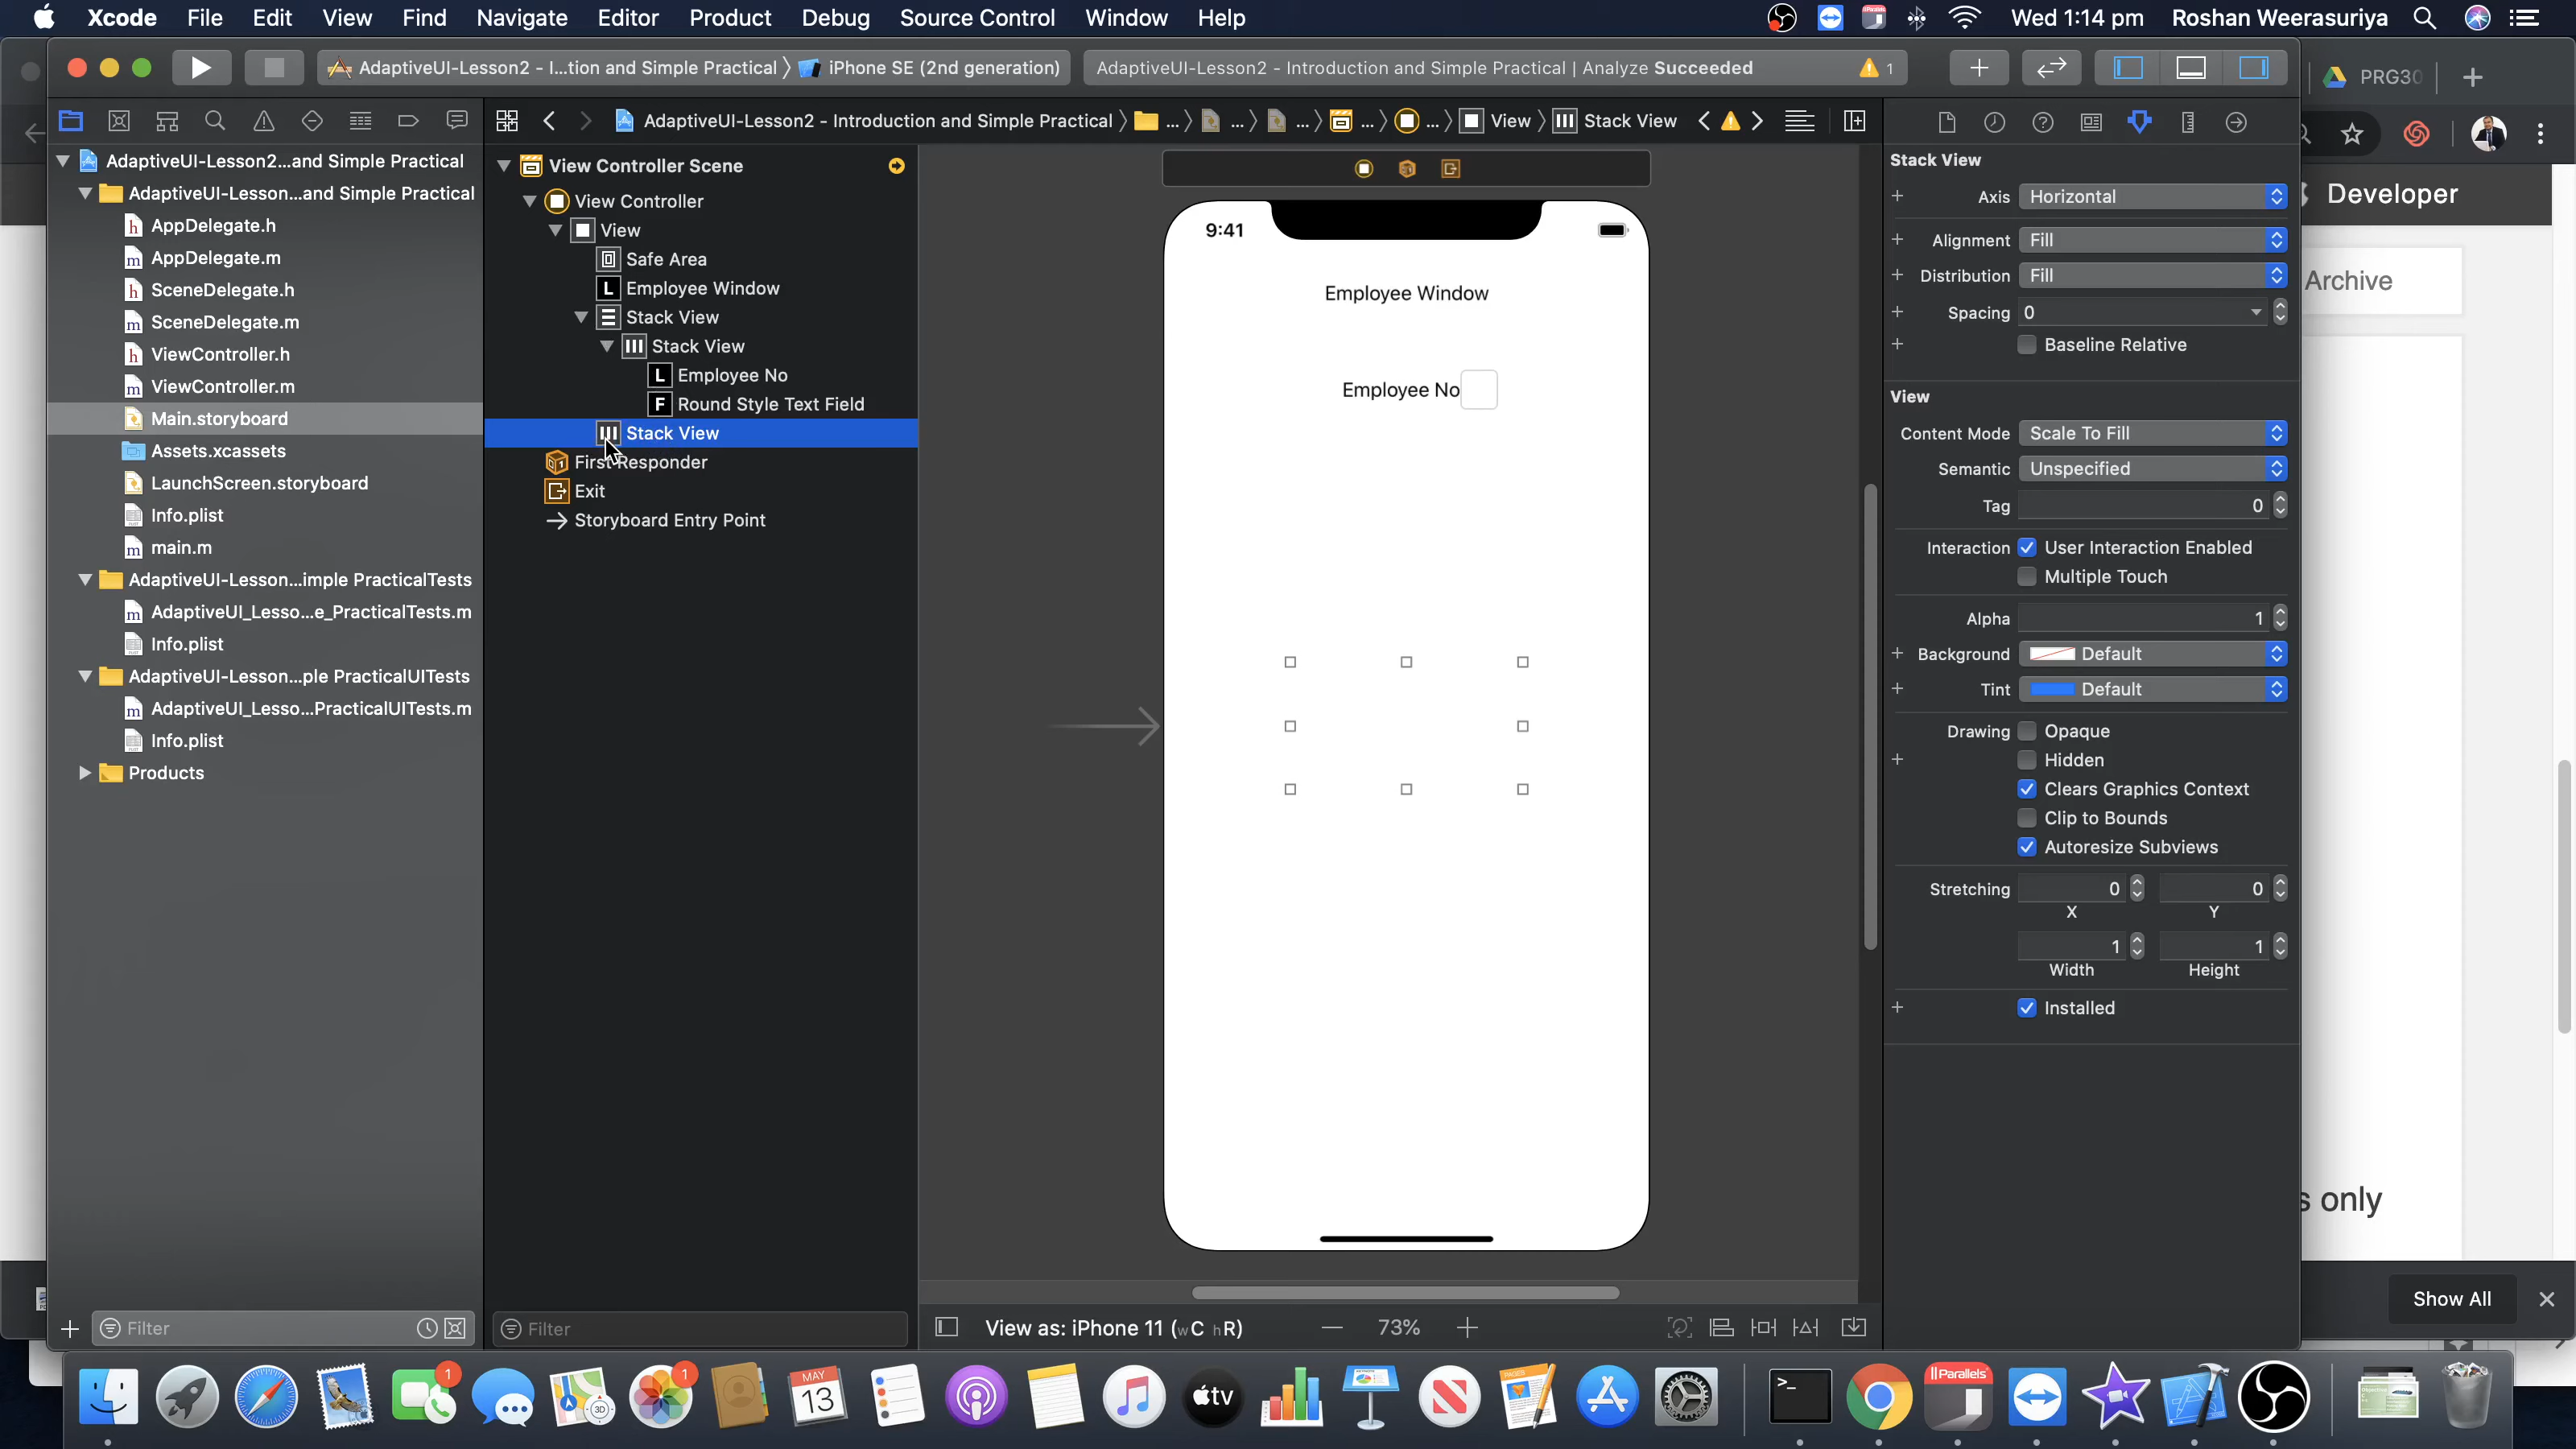 Xcode File Edit View Find Navigate Editor Product Debug Source Control Window Help Wed 1:14 pm Roshan Weerasuriya
AdaptiveUI-Lesson2 - I...tion and Simple Practical iPhone SE (2nd generation) AdaptiveUI-Lesson2 - Introduction and Simple Practical | Analyze Succeeded 1
PRG30
AdaptiveUI-Lesson2 - Introduction and Simple Practical ... ... ... ... ... View Stack View
AdaptiveUI-Lesson2...and Simple Practical
AdaptiveUI-Lesson...and Simple Practical
AppDelegate.h
AppDelegate.m
SceneDelegate.h
SceneDelegate.m
ViewController.h
ViewController.m
Main.storyboard
Assets.xcassets
LaunchScreen.storyboard
Info.plist
main.m
AdaptiveUI-Lesson...imple PracticalTests
AdaptiveUI_Lesso...e_PracticalTests.m
Info.plist
AdaptiveUI-Lesson...ple PracticalUITests
AdaptiveUI_Lesso...PracticalUITests.m
Info.plist
Products
Filter
View Controller Scene
View Controller
View
Safe Area
L Employee Window
Stack View
Stack View
L Employee No
F Round Style Text Field
Stack View
First Responder
Exit
Storyboard Entry Point
Filter
9:41
Employee Window
Employee No
View as: iPhone 11 (wC hR)
73%
Stack View
Axis Horizontal
Alignment Fill
Distribution Fill
Spacing 0
Baseline Relative
View
Content Mode Scale To Fill
Semantic Unspecified
Tag 0
Interaction User Interaction Enabled
Multiple Touch
Alpha 1
Background Default
Tint Default
Drawing Opaque
Hidden
Clears Graphics Context
Clip to Bounds
Autoresize Subviews
Stretching 0 0
X Y
1 1
Width Height
Installed
Developer
Archive
s only
Show All
1
3D
1
MAY
13
tv
Parallels